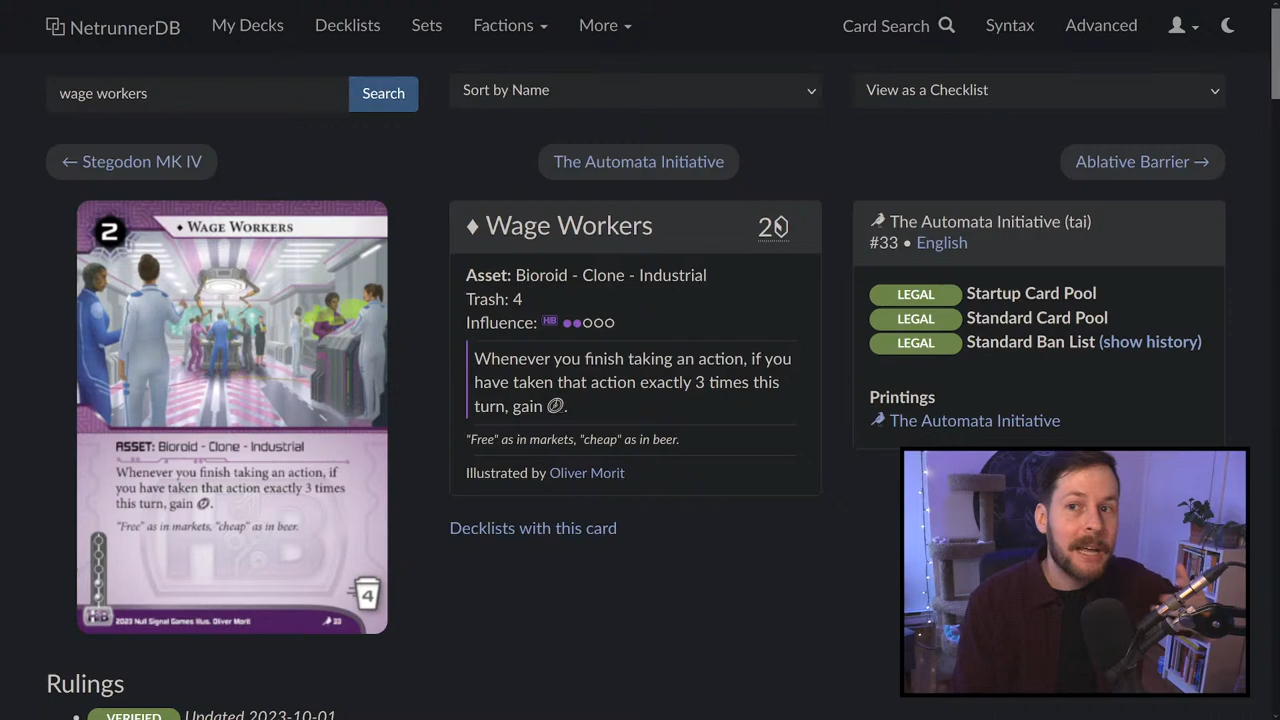 NetrunnerDB My Decks Decklists Sets Factions More Card Search Syntax Advanced
wage workers Search Sort by Name View as a Checklist
← Stegodon MK IV The Automata Initiative Ablative Barrier →
2
♦ Wage Workers
ASSET: Bioroid - Clone - Industrial
Whenever you finish taking an action, if
you have taken that action exactly 3 times
this turn, gain
"Free" as in markets, "cheap" as in beer.
4
HB
2023 Null Signal Games Illus. Oliver Morit 33
♦ Wage Workers 2
Asset: Bioroid - Clone - Industrial
Trash: 4
Influence: HB
Whenever you finish taking an action, if you
have taken that action exactly 3 times this
turn, gain .
"Free" as in markets, "cheap" as in beer.
Illustrated by Oliver Morit
Decklists with this card
The Automata Initiative (tai)
#33 • English
LEGAL Startup Card Pool
LEGAL Standard Card Pool
LEGAL Standard Ban List (show history)
Printings
The Automata Initiative
Rulings
VERIFIED Updated 2023-10-01